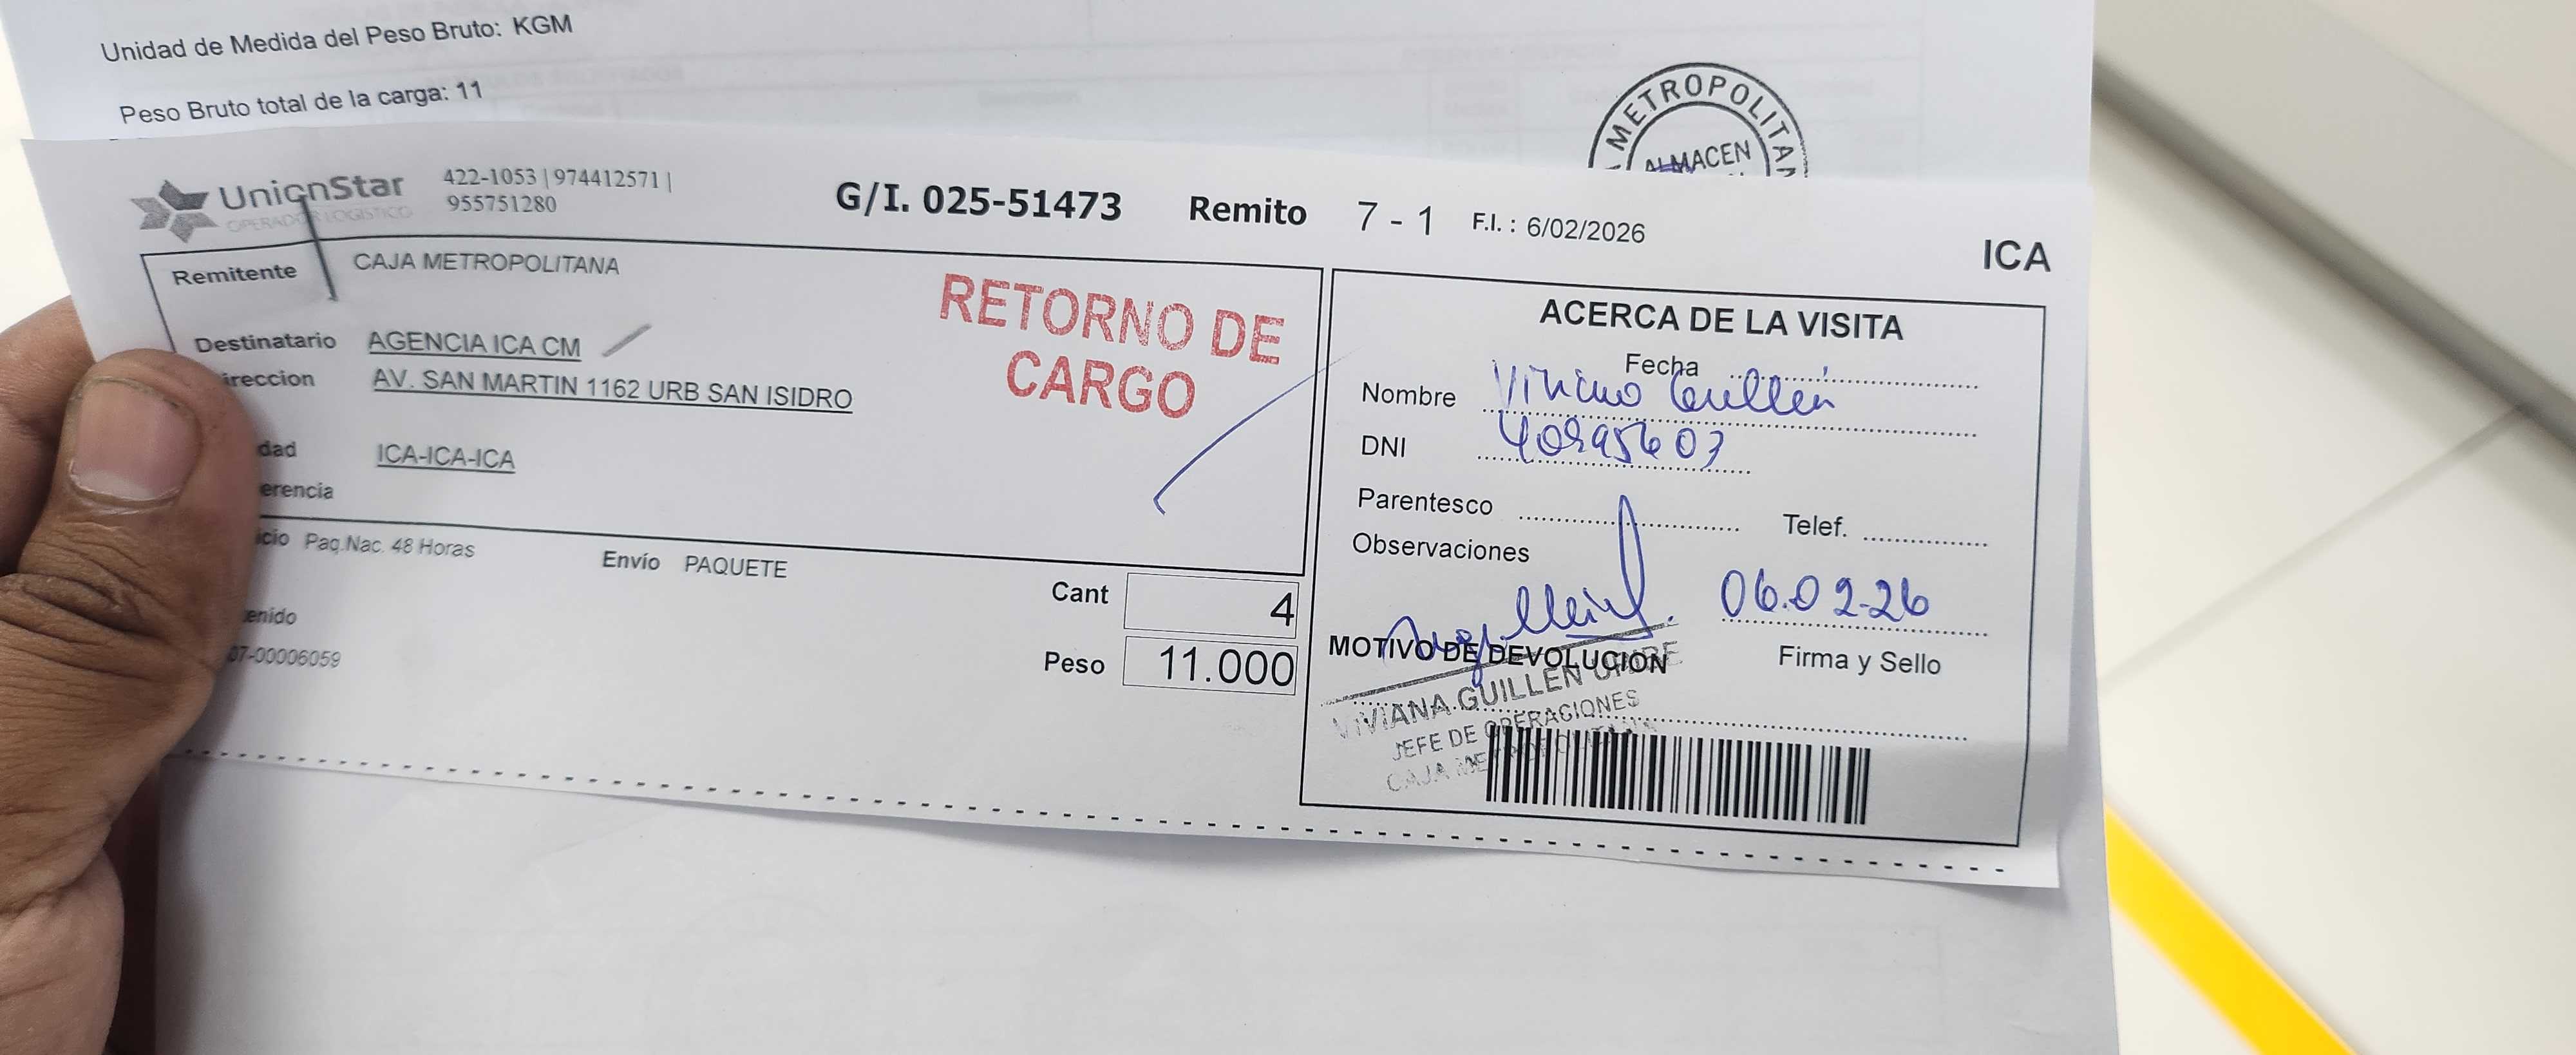 Unidad de Medida del Peso Bruto: KGM
Peso Bruto total de la carga: 11
METROPOLITAN
ALMACEN
UnionStar
OPERADOR LOGISTICO
422-1053 | 974412571 |
955751280
G/I. 025-51473 Remito 7 - 1 F.I. : 6/02/2026
ICA
Remitente CAJA METROPOLITANA
Destinatario AGENCIA ICA CM
ireccion AV. SAN MARTIN 1162 URB SAN ISIDRO
dad ICA-ICA-ICA
erencia
RETORNO DE
CARGO
icio Paq.Nac. 48 Horas Envío PAQUETE
enido
07-00006059
Cant 4
Peso 11.000
ACERCA DE LA VISITA
Fecha
Nombre Guillen
DNI
Parentesco Telef.
Observaciones
06.02-26
MOTIVO DE DEVOLUCION Firma y Sello
VIVIANA GUILLEN
JEFE DE OPERACIONES
CAJA METROPOLITANA